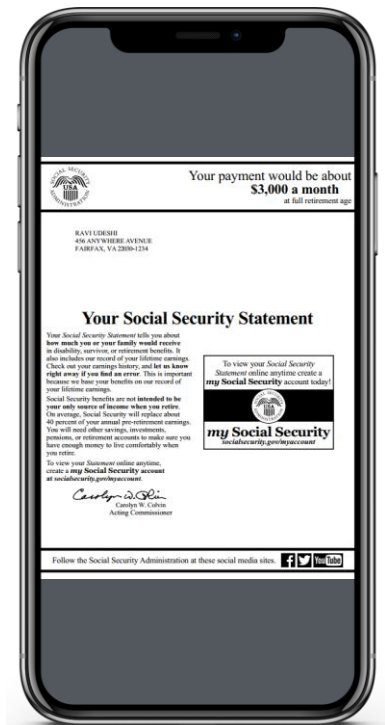 SOCIAL SECURITY
USA
ADMINISTRATION
Your payment would be about
$3,000 a month
at full retirement age
RAVI UDESHI
456 ANYWHERE AVENUE
FAIRFAX, VA 22030-1234
Your Social Security Statement
Your Social Security Statement tells you about
how much you or your family would receive
in disability, survivor, or retirement benefits. It
also includes our record of your lifetime earnings.
Check out your earnings history, and let us know
right away if you find an error. This is important
because we base your benefits on our record of
your lifetime earnings.
Social Security benefits are not intended to be
your only source of income when you retire.
On average, Social Security will replace about
40 percent of your annual pre-retirement earnings.
You will need other savings, investments,
pensions, or retirement accounts to make sure you
have enough money to live comfortably when
you retire.
To view your Statement online anytime,
create a my Social Security account
at socialsecurity.gov/myaccount.
Carolyn W. Colvin
Carolyn W. Colvin
Acting Commissioner
To view your Social Security
Statement online anytime create a
my Social Security account today!
my Social Security
socialsecurity.gov/myaccount
Follow the Social Security Administration at these social media sites.
f
You Tube